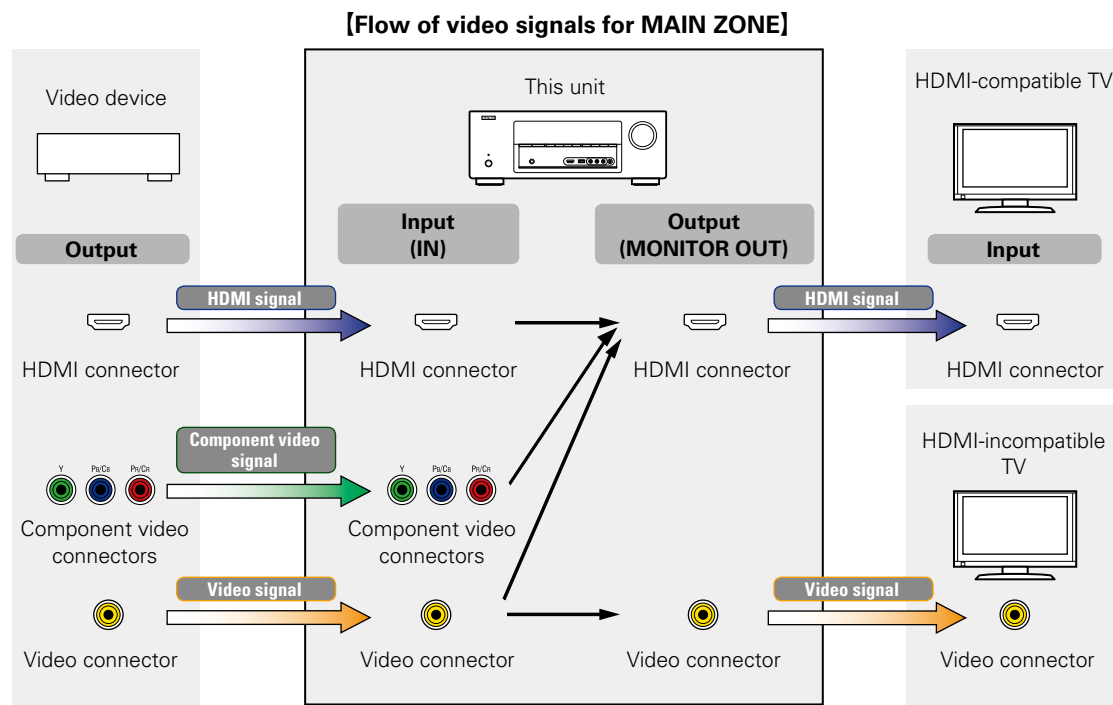 【Flow of video signals for MAIN ZONE】
Video device
This unit
HDMI-compatible TV
DENON
Output
Input
(IN)
Output
(MONITOR OUT)
Input
HDMI signal
HDMI signal
HDMI connector
HDMI connector
HDMI connector
HDMI connector
Component video
signal
HDMI-incompatible
TV
Y PB/CB PR/CR
Y PB/CB PR/CR
Component video
connectors
Component video
connectors
Video signal
Video signal
Video connector
Video connector
Video connector
Video connector